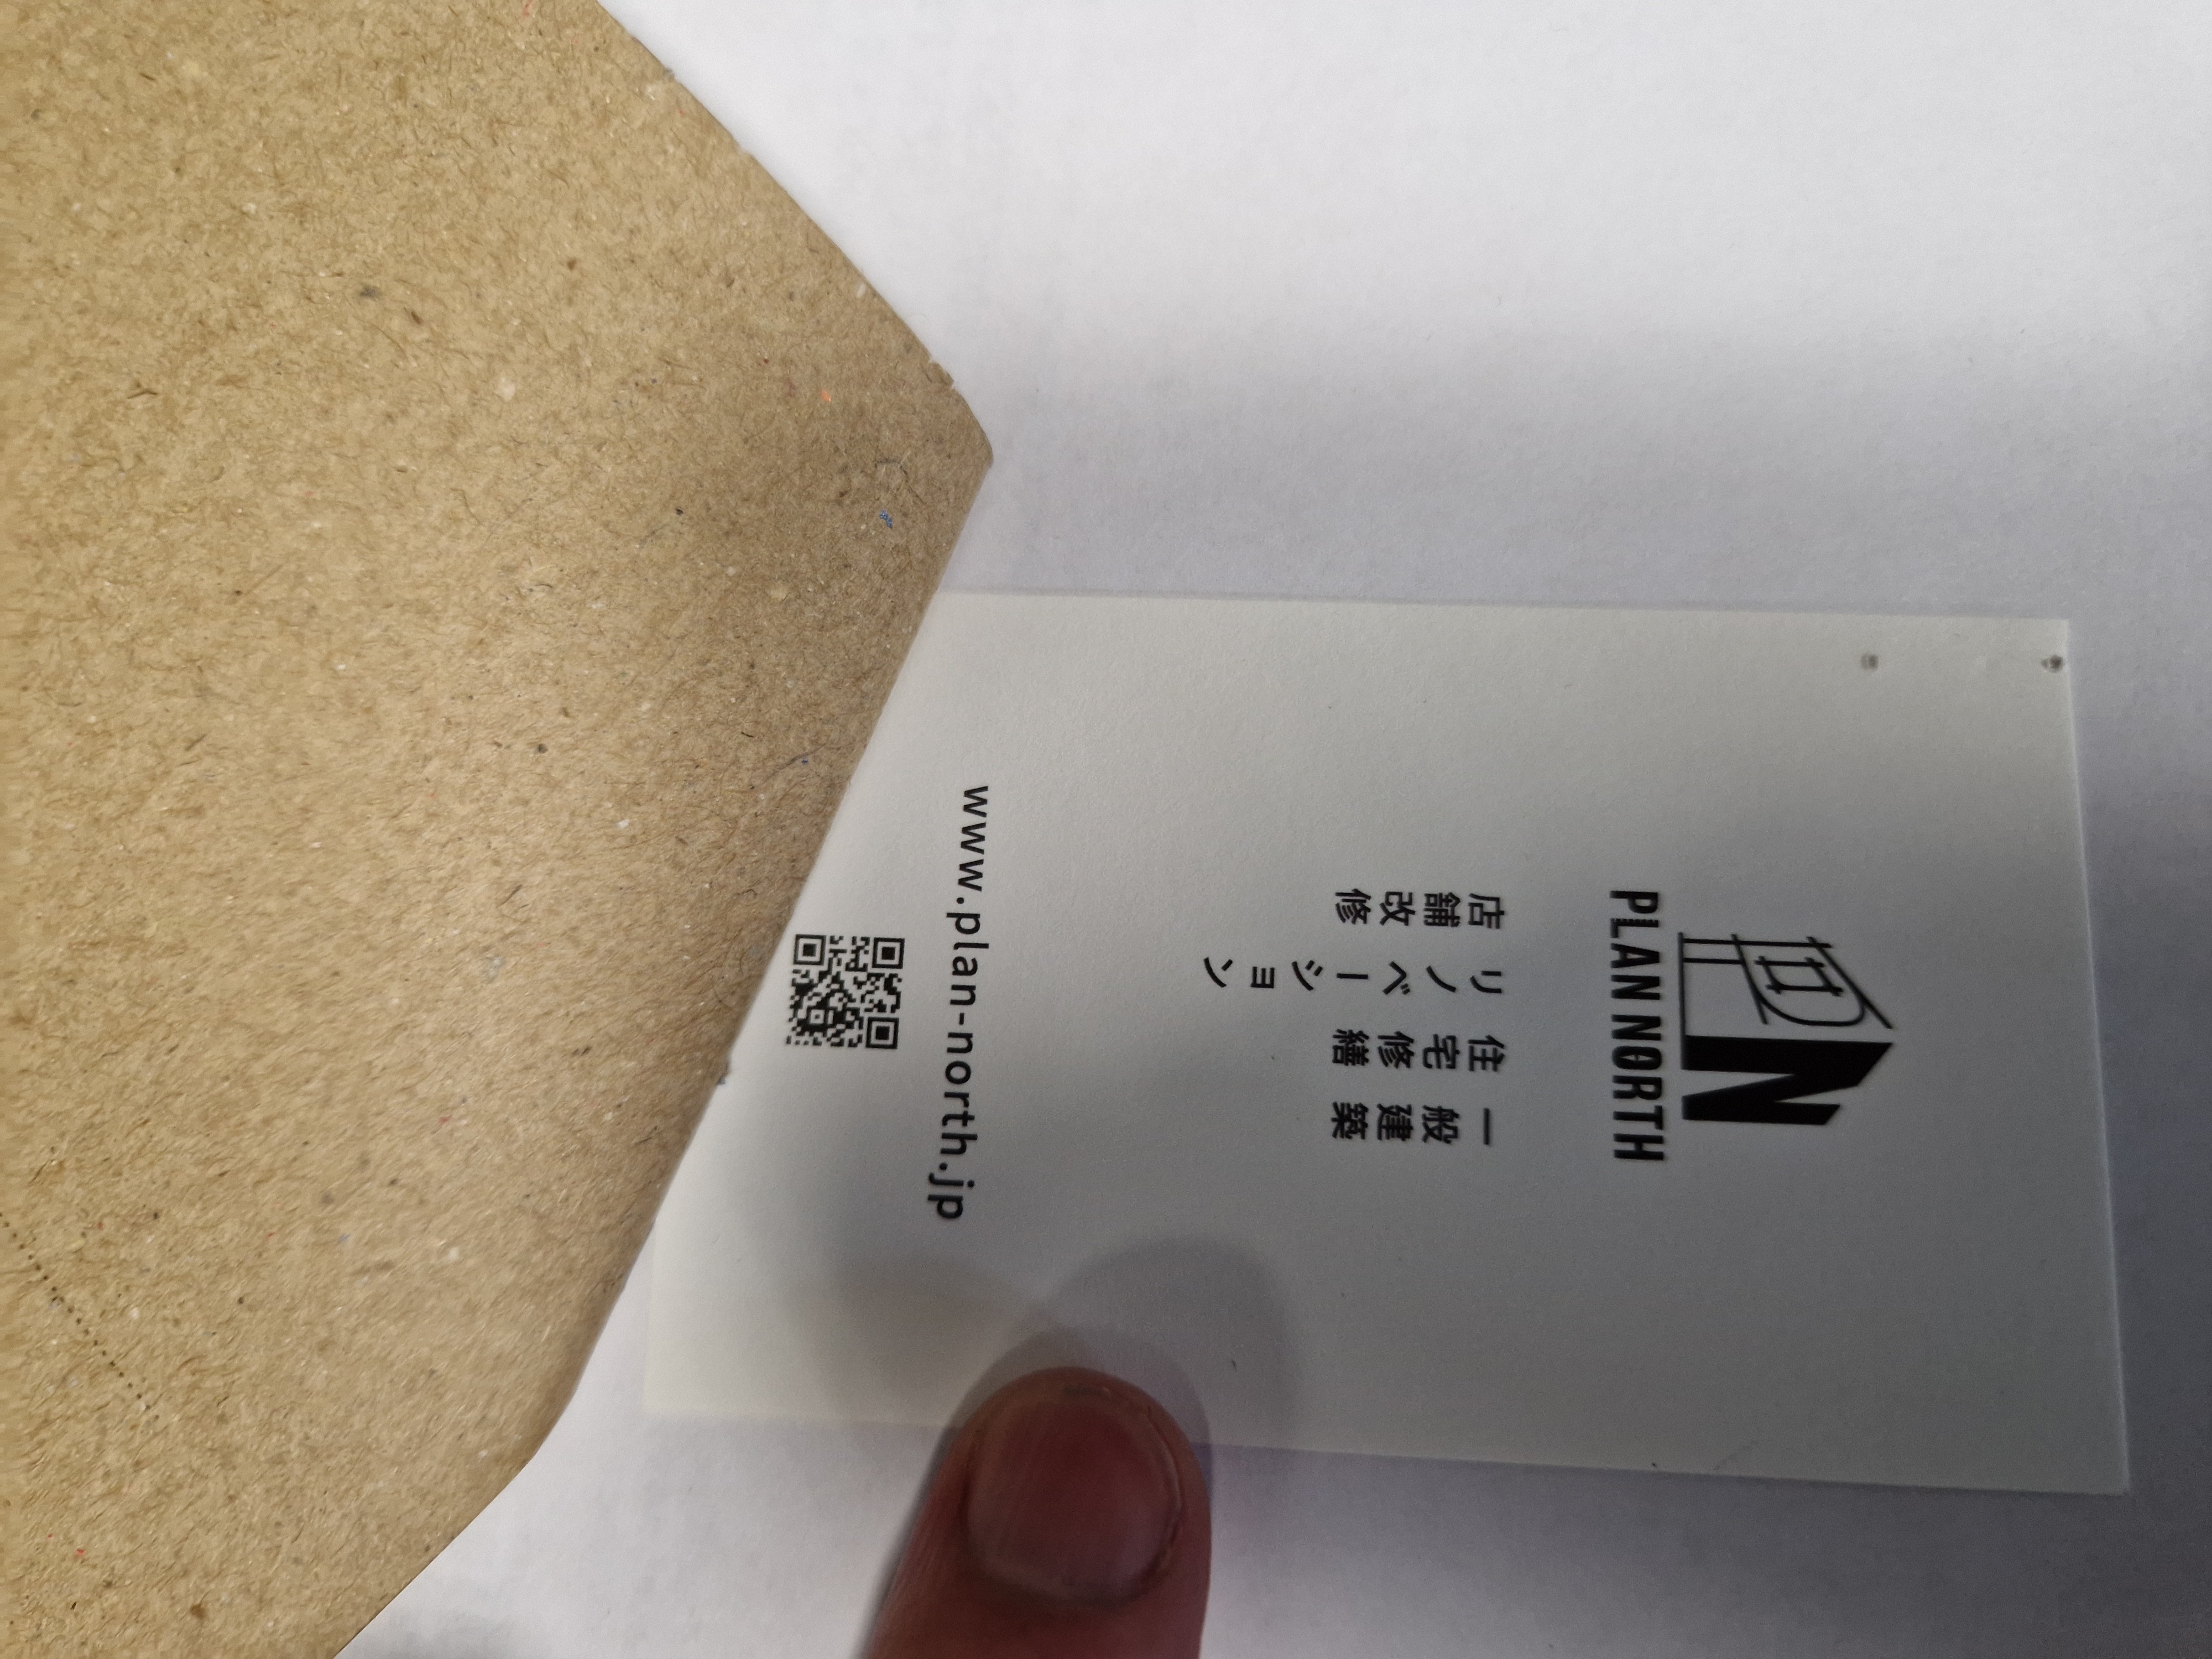 PLAN NORTH
一般建築
住宅修繕
リノベーション
店舗改修
www.plan-north.jp